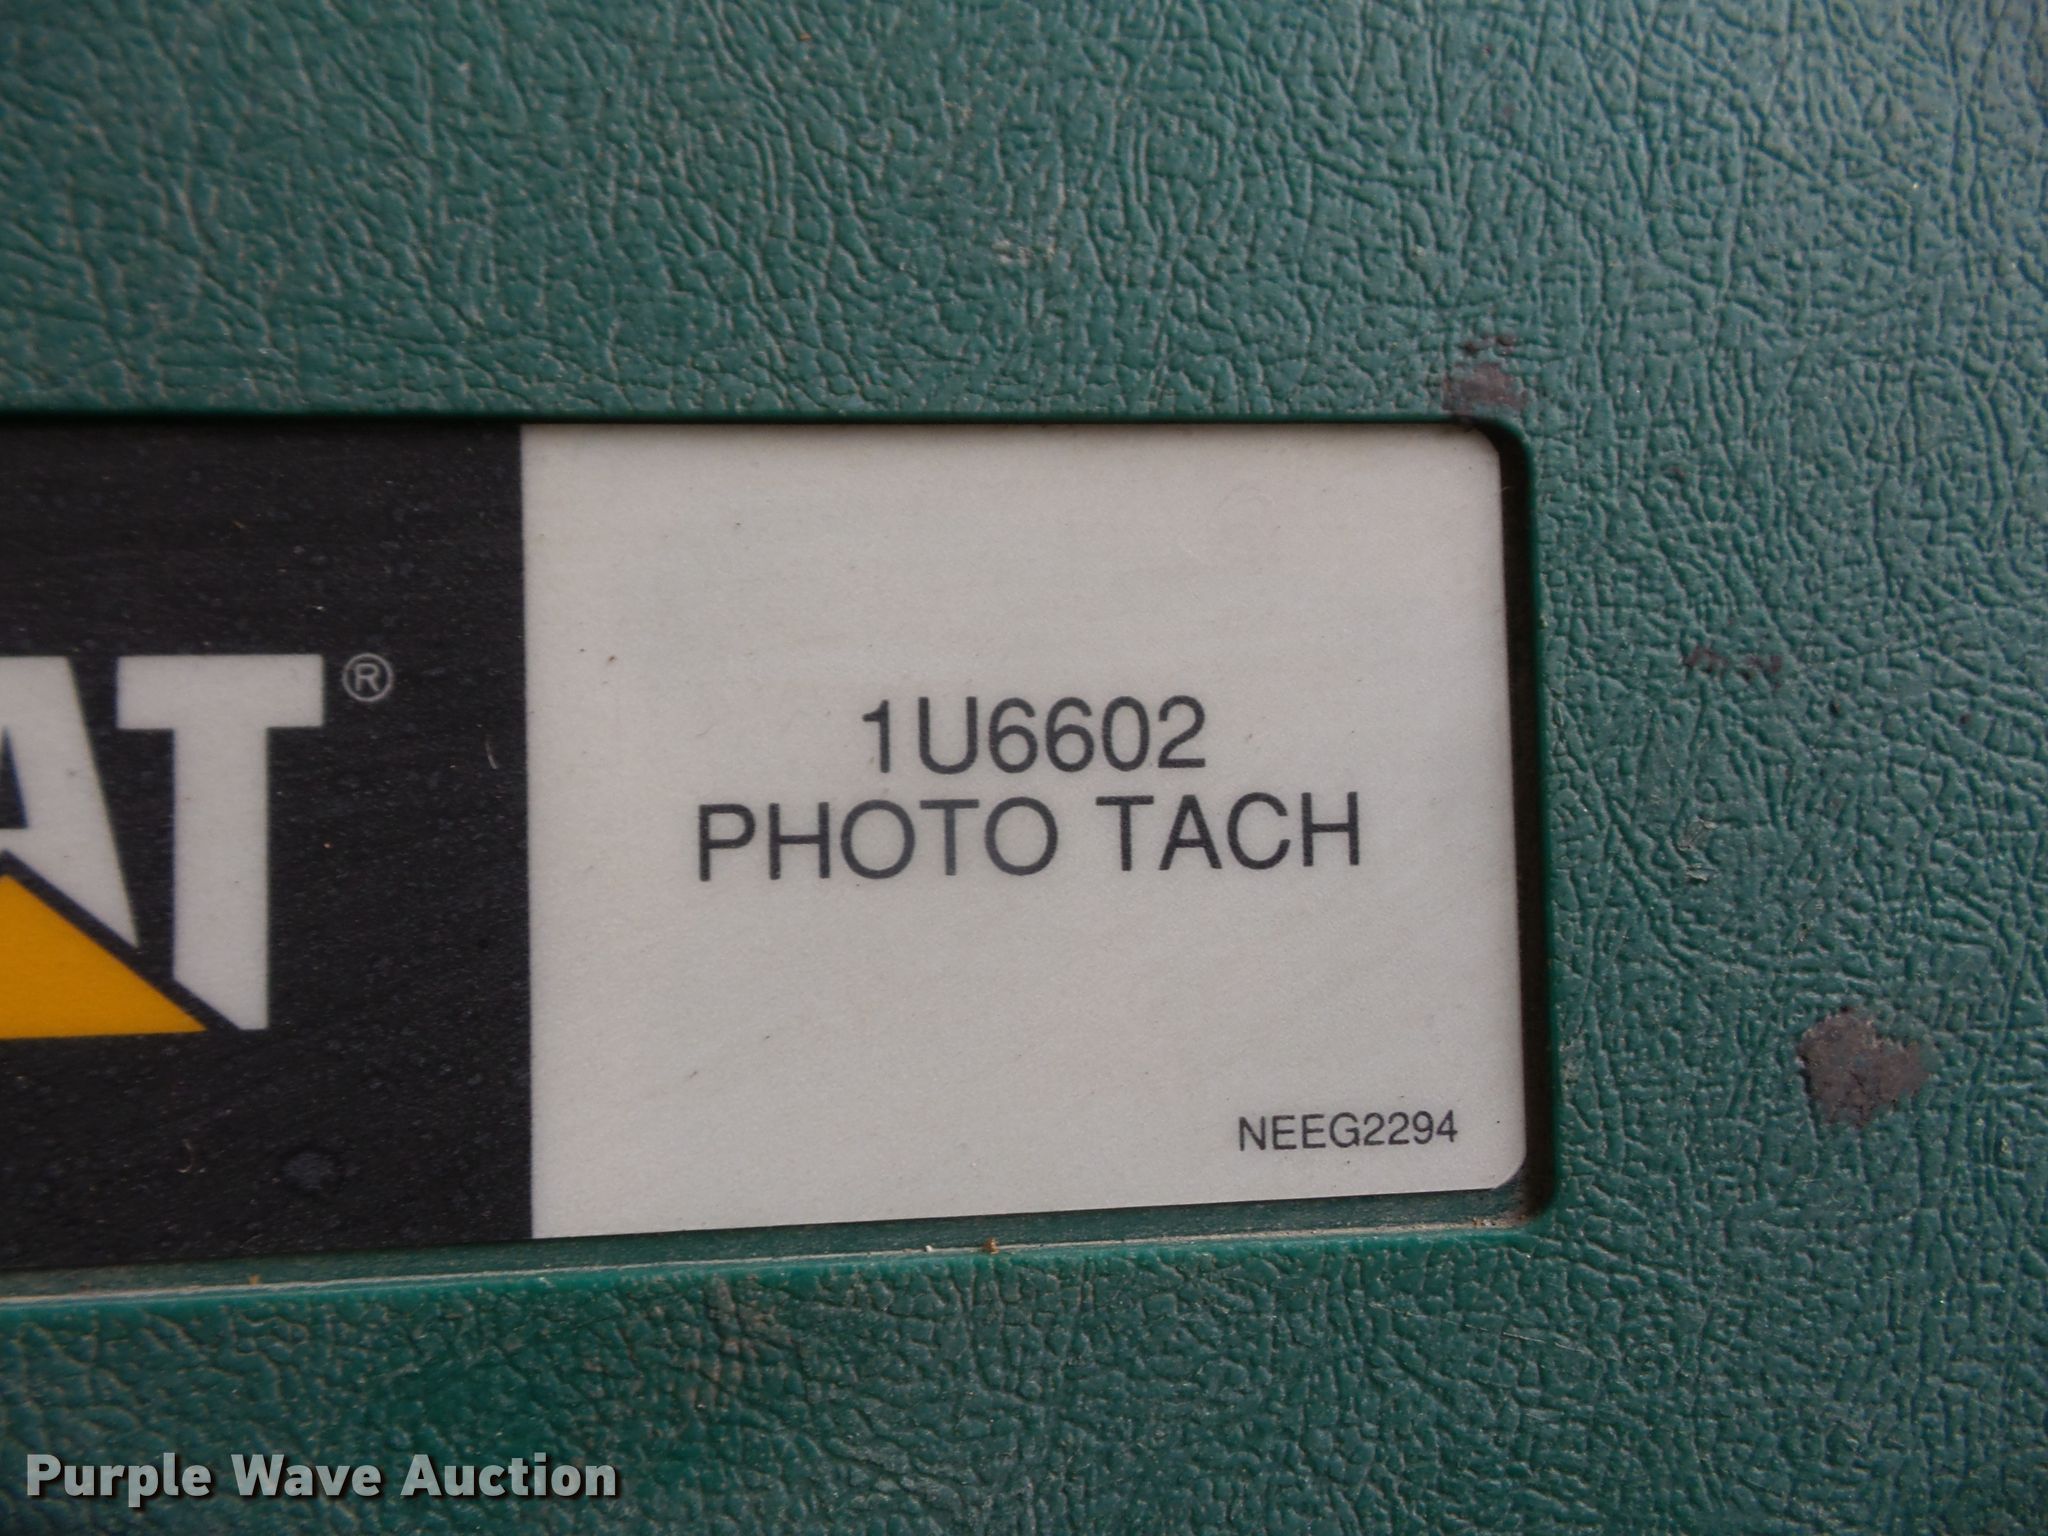 AT®
1U6602
PHOTO TACH
NEEG2294
Purple Wave Auction